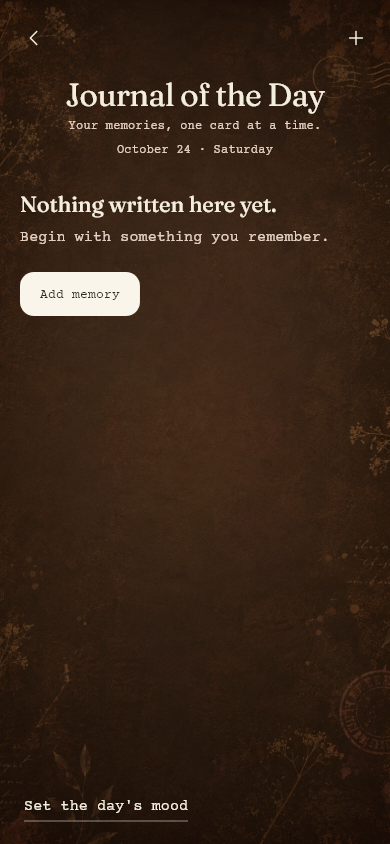 Journal of the Day
Your memories, one card at a time.
October 24 · Saturday
Nothing written here yet.
Begin with something you remember.
Add memory
Set the day's mood